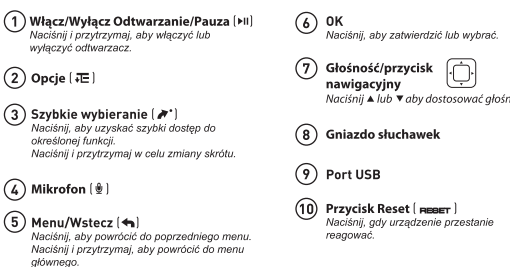 1 Włącz/Wyłącz Odtwarzanie/Pauza [⏯]
Naciśnij i przytrzymaj, aby włączyć lub
wyłączyć odtwarzacz.
2 Opcje [ ]
3 Szybkie wybieranie [ ]
Naciśnij, aby uzyskać szybki dostęp do
określonej funkcji.
Naciśnij i przytrzymaj w celu zmiany skrótu.
4 Mikrofon [ ]
5 Menu/Wstecz [ ]
Naciśnij, aby powrócić do poprzedniego menu.
Naciśnij i przytrzymaj, aby powrócić do menu
głównego.
6 OK
Naciśnij, aby zatwierdzić lub wybrać.
7 Głośność/przycisk
nawigacyjny
Naciśnij ▲ lub ▼ aby dostosować głośn
8 Gniazdo słuchawek
9 Port USB
10 Przycisk Reset [ RESET ]
Naciśnij, gdy urządzenie przestanie
reagować.